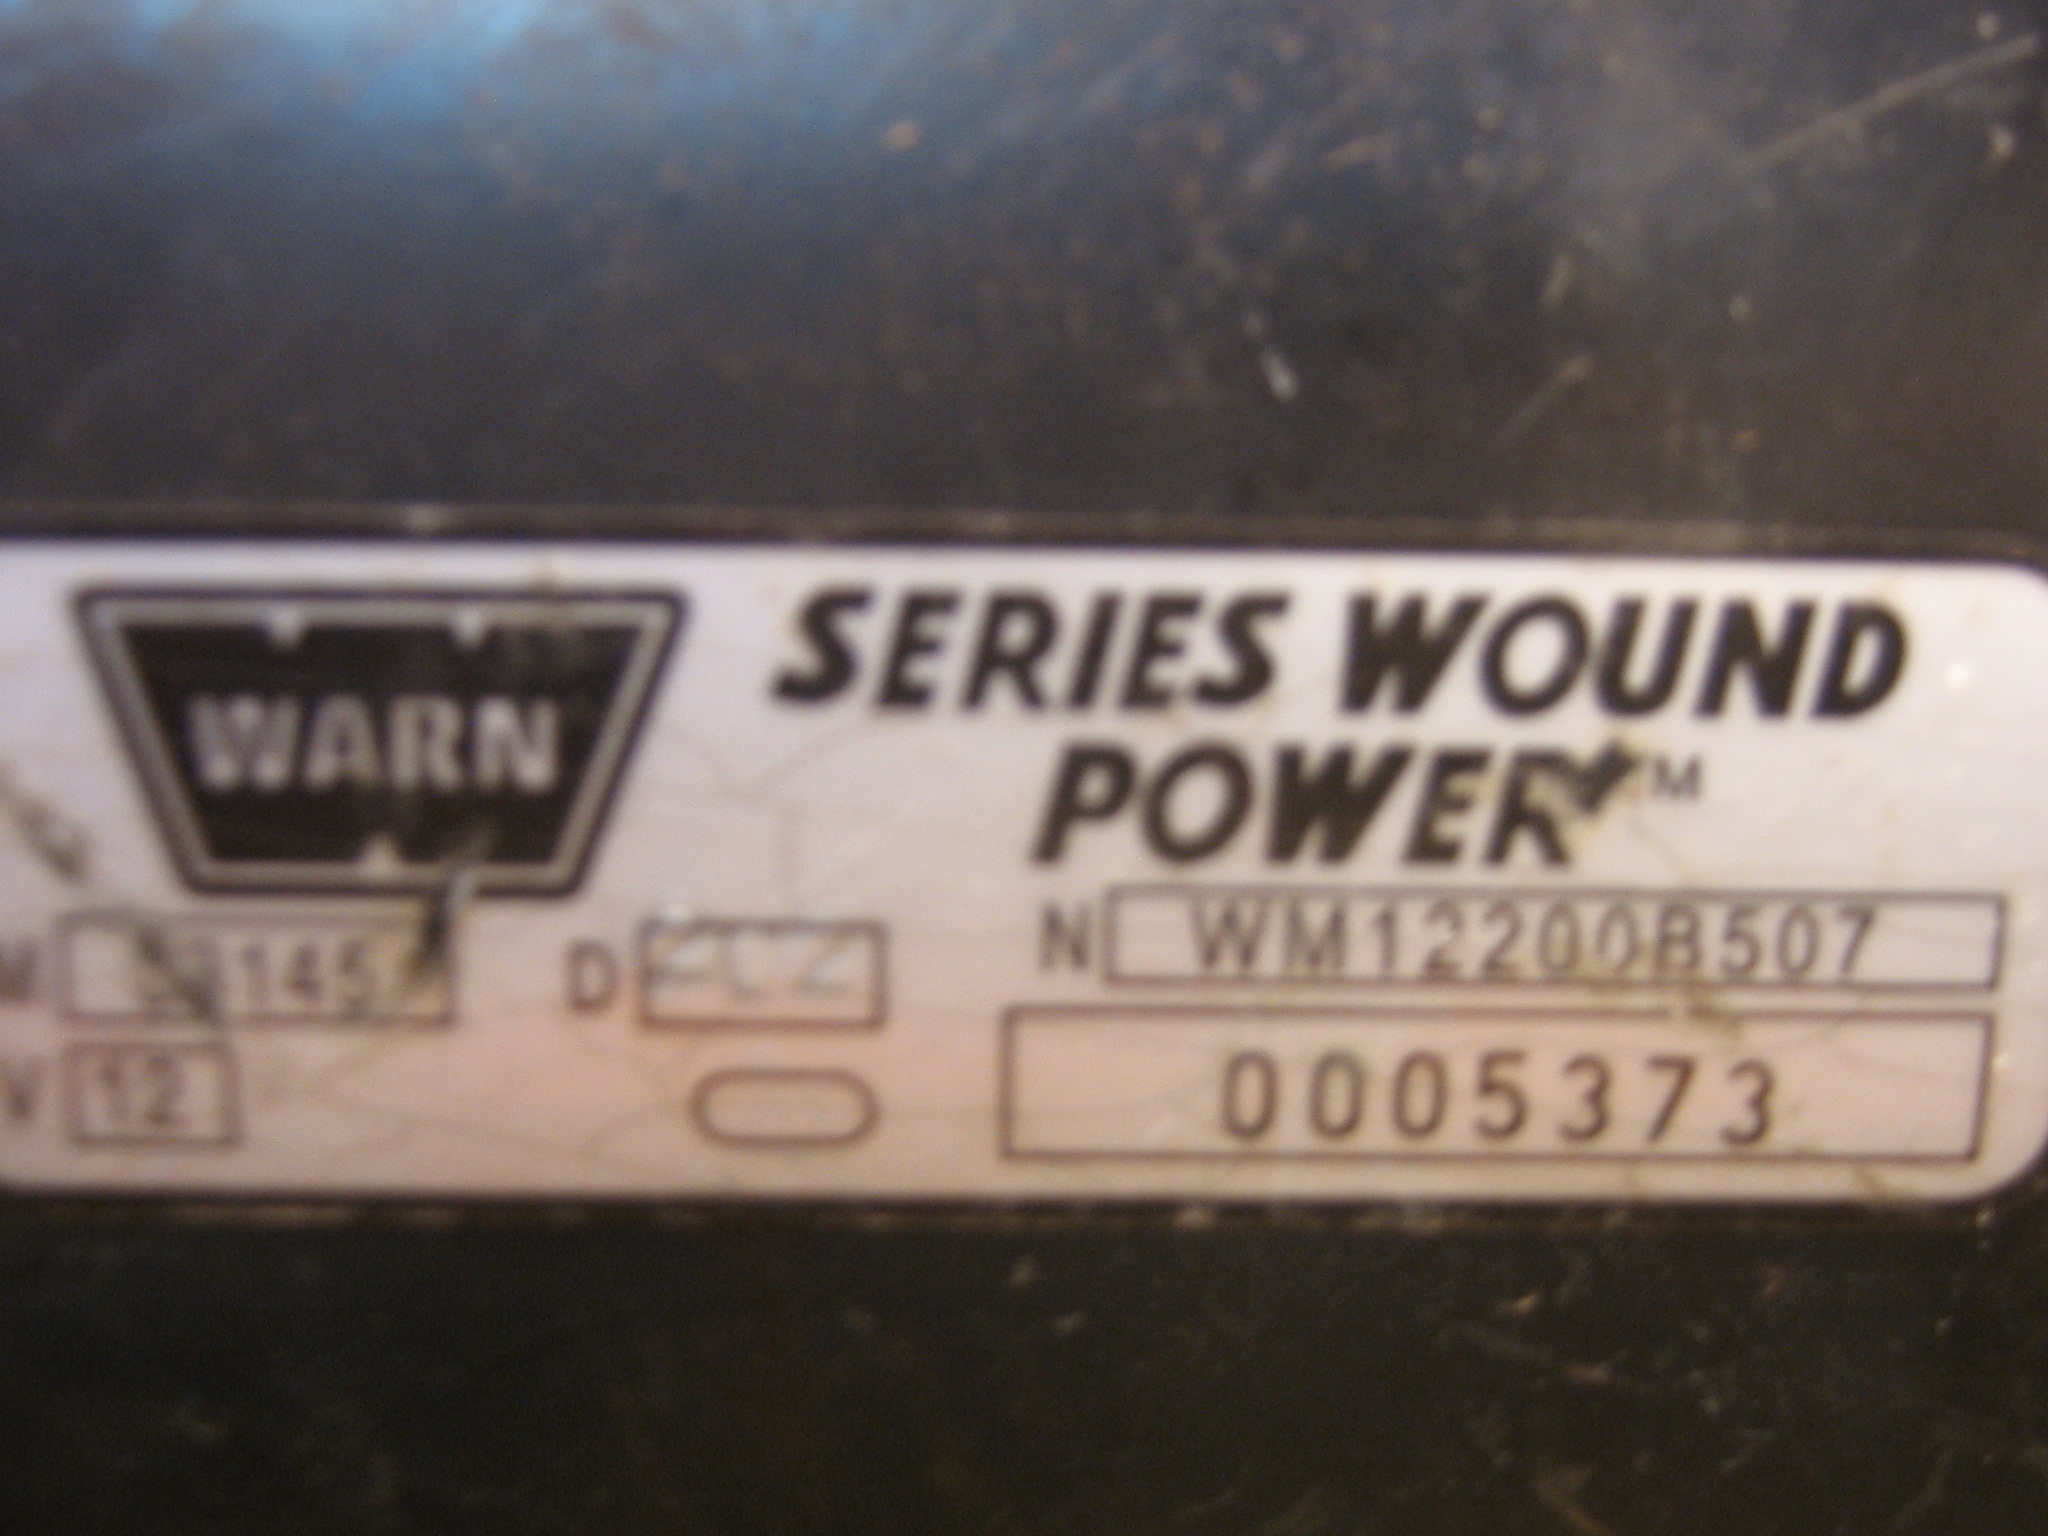 WARN
SERIES WOUND
POWER™
N WM12200B507
D
0005373
V 12